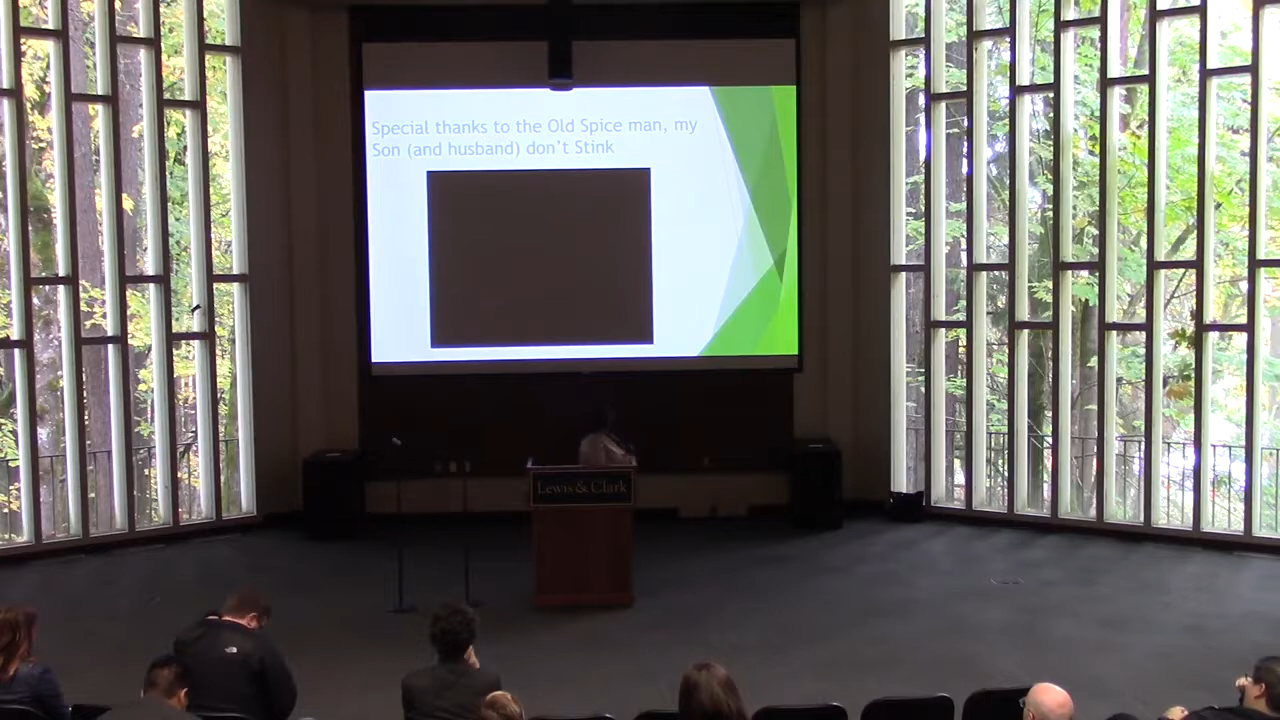 Special thanks to the Old Spice man, my
Son (and husband) don't Stink
Lewis & Clark